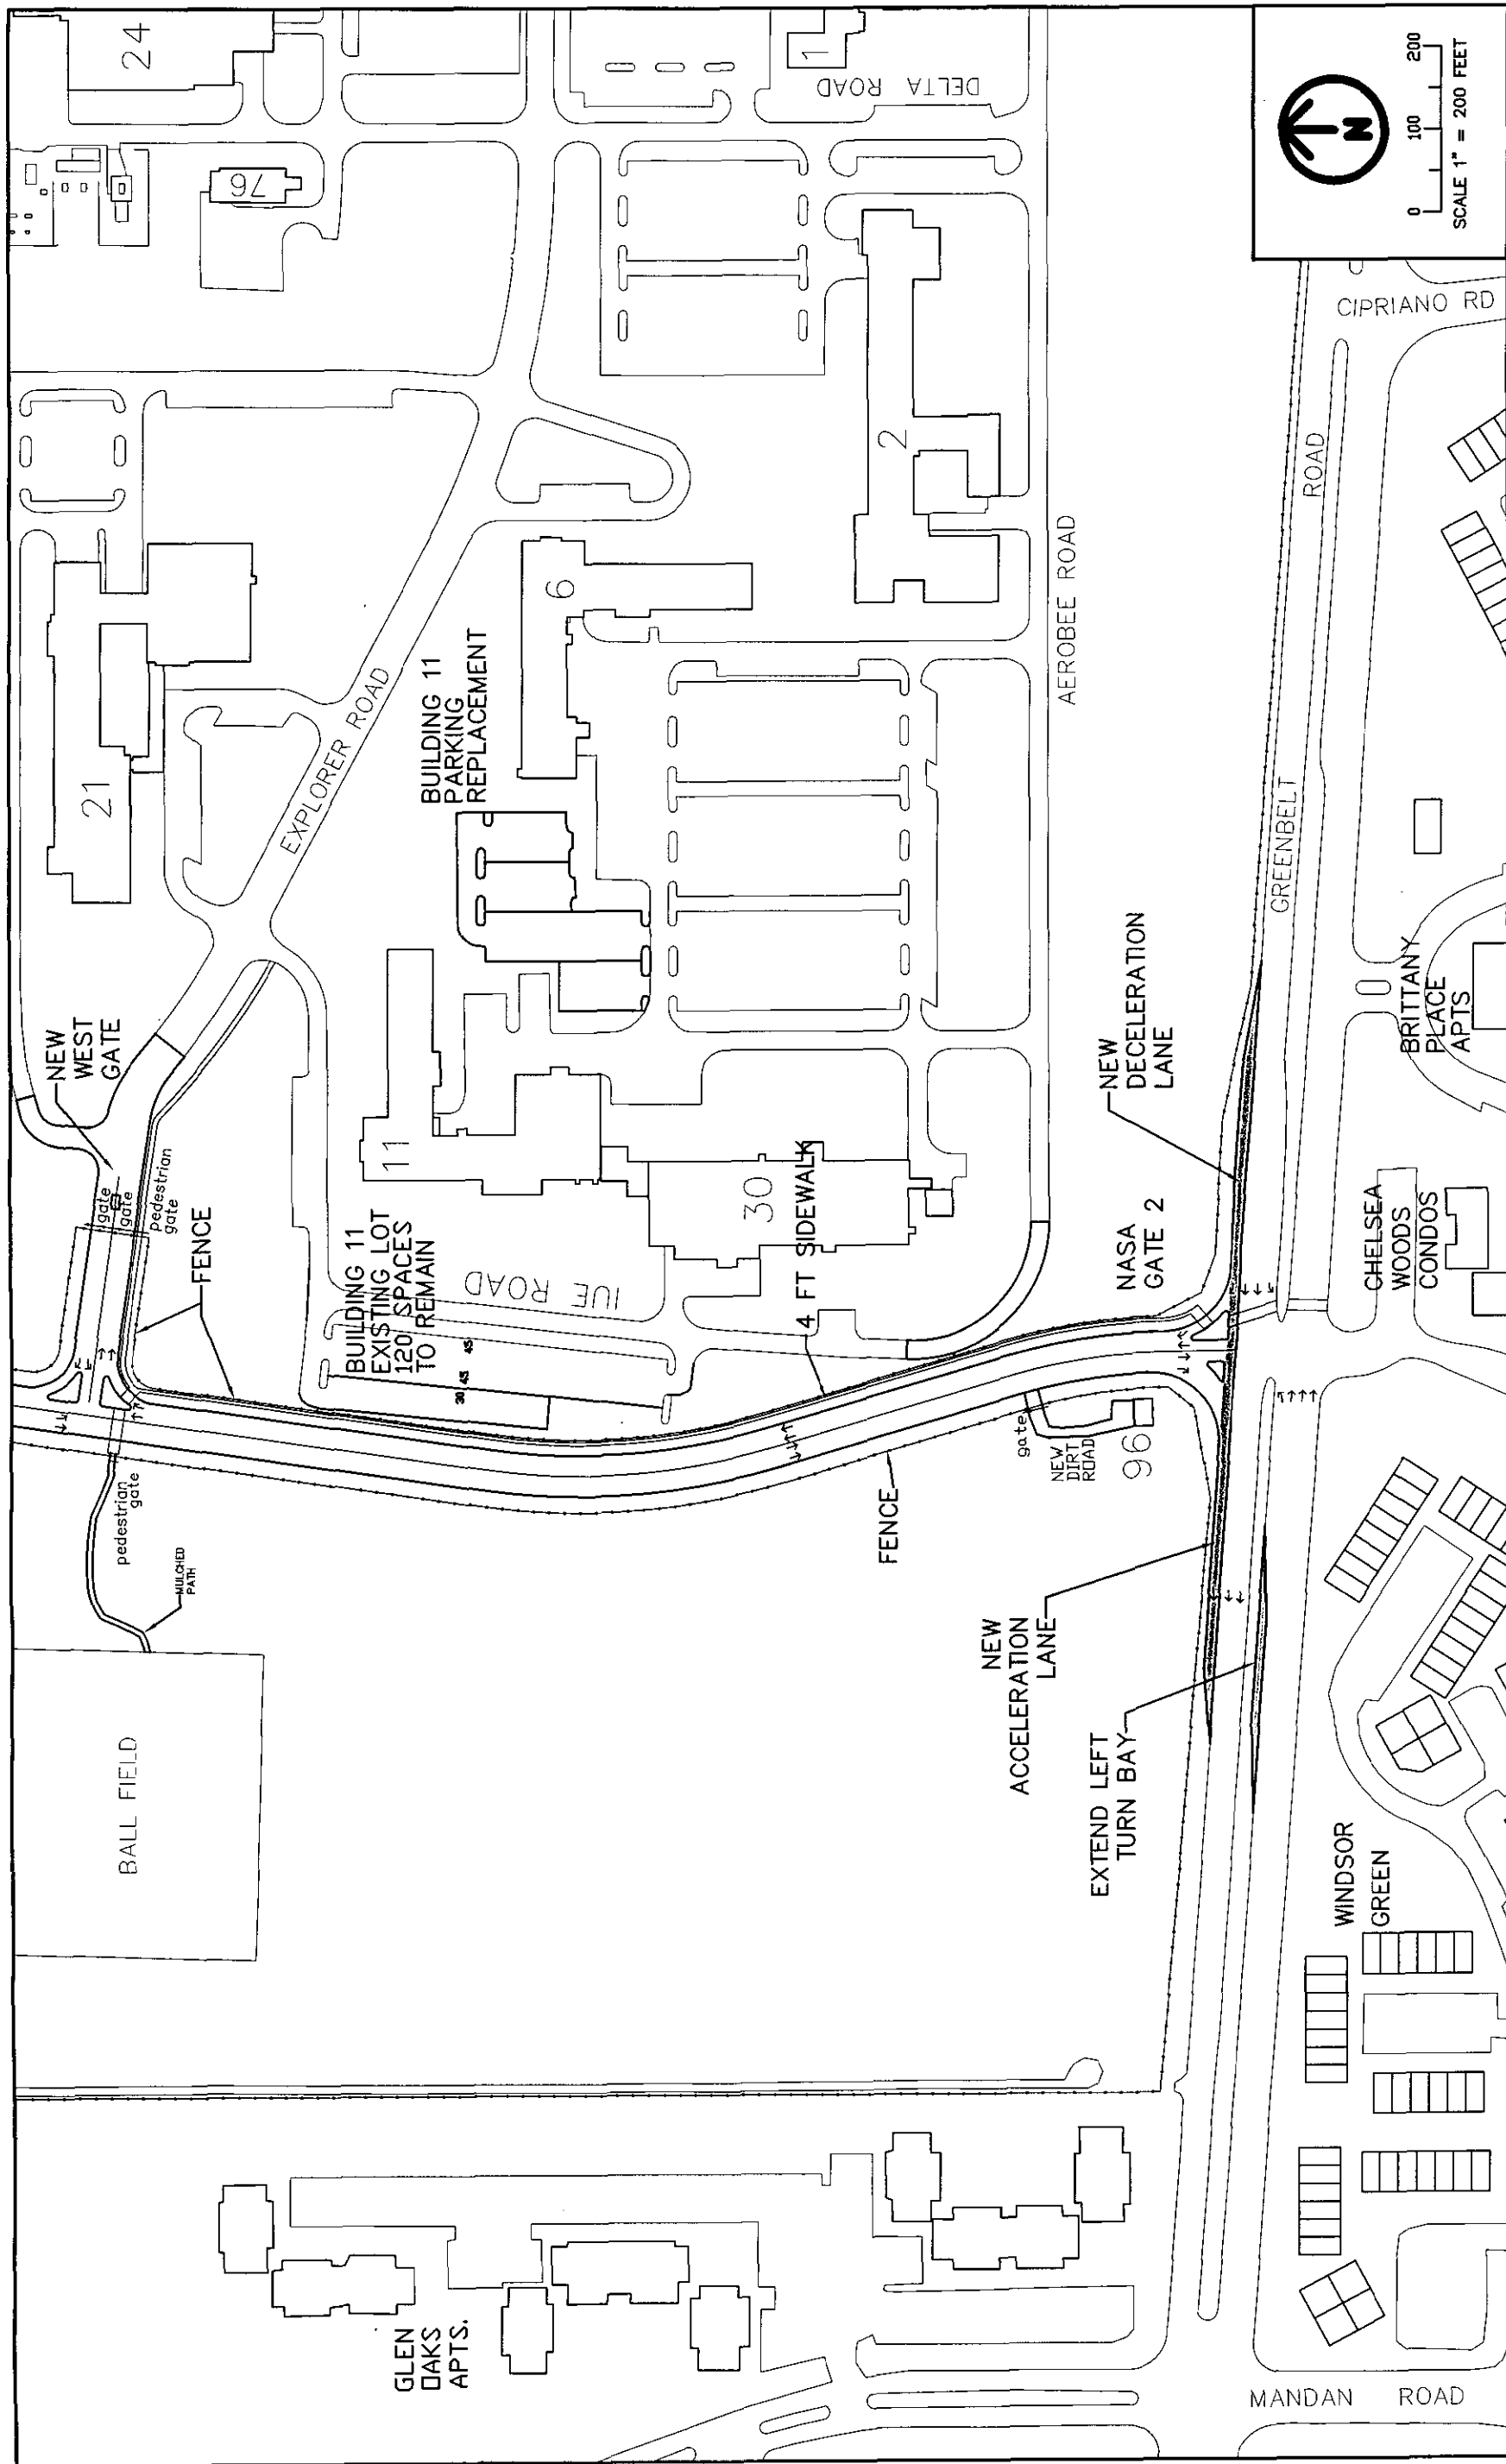 GLEN
OAKS
APTS.
BALL FIELD
MULCHED
PATH
pedestrian
gate
FENCE
NEW
WEST
GATE
gate
gate
pedestrian
gate
21
EXPLORER ROAD
76
24
BUILDING 11
EXISTING LOT
120 SPACES
TO REMAIN
30 45 45
IUE ROAD
11
BUILDING 11
PARKING
REPLACEMENT
6
30
4 FT SIDEWALK
2
1
DELTA ROAD
AEROBEE ROAD
FENCE
gate
NEW
DIRT
ROAD
96
NEW
ACCELERATION
LANE
EXTEND LEFT
TURN BAY
NASA
GATE 2
NEW
DECELERATION
LANE
GREENBELT ROAD
MANDAN ROAD
WINDSOR
GREEN
CHELSEA
WOODS
CONDOS
BRITTANY
PLACE
APTS
CIPRIANO RD
N
0 100 200
SCALE 1" = 200 FEET